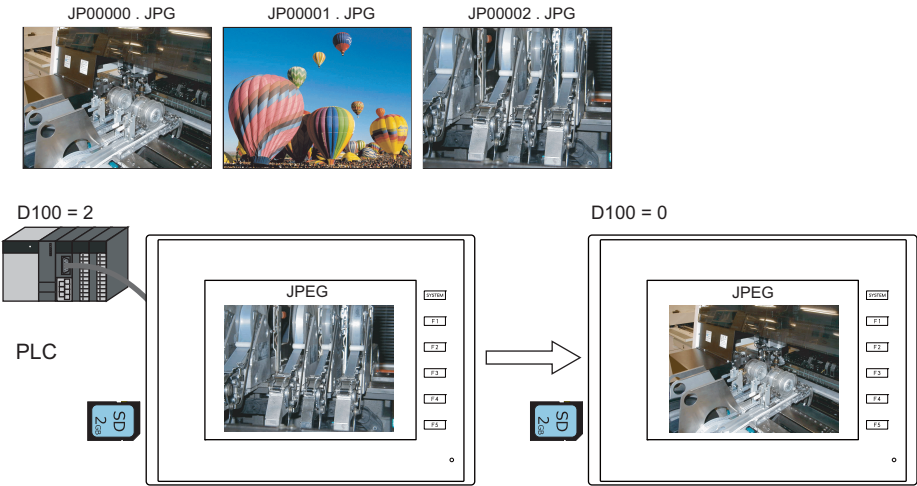 JP00000 . JPG
JP00001 . JPG
JP00002 . JPG
D100 = 2
D100 = 0
PLC
JPEG
SYSTEM
F1
F2
F3
F4
F5
SD
2GB
JPEG
SYSTEM
F1
F2
F3
F4
F5
SD
2GB